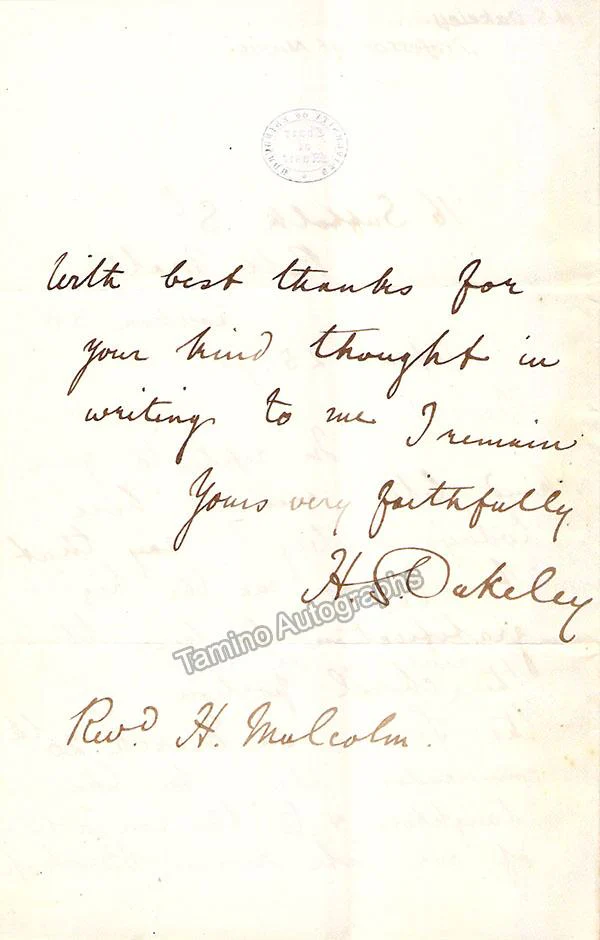 With best thanks for
your kind thought in
writing to me I remain
Yours very faithfully
H. S. Oakeley
Tamino Autographs
Revd. H. Malcolm.